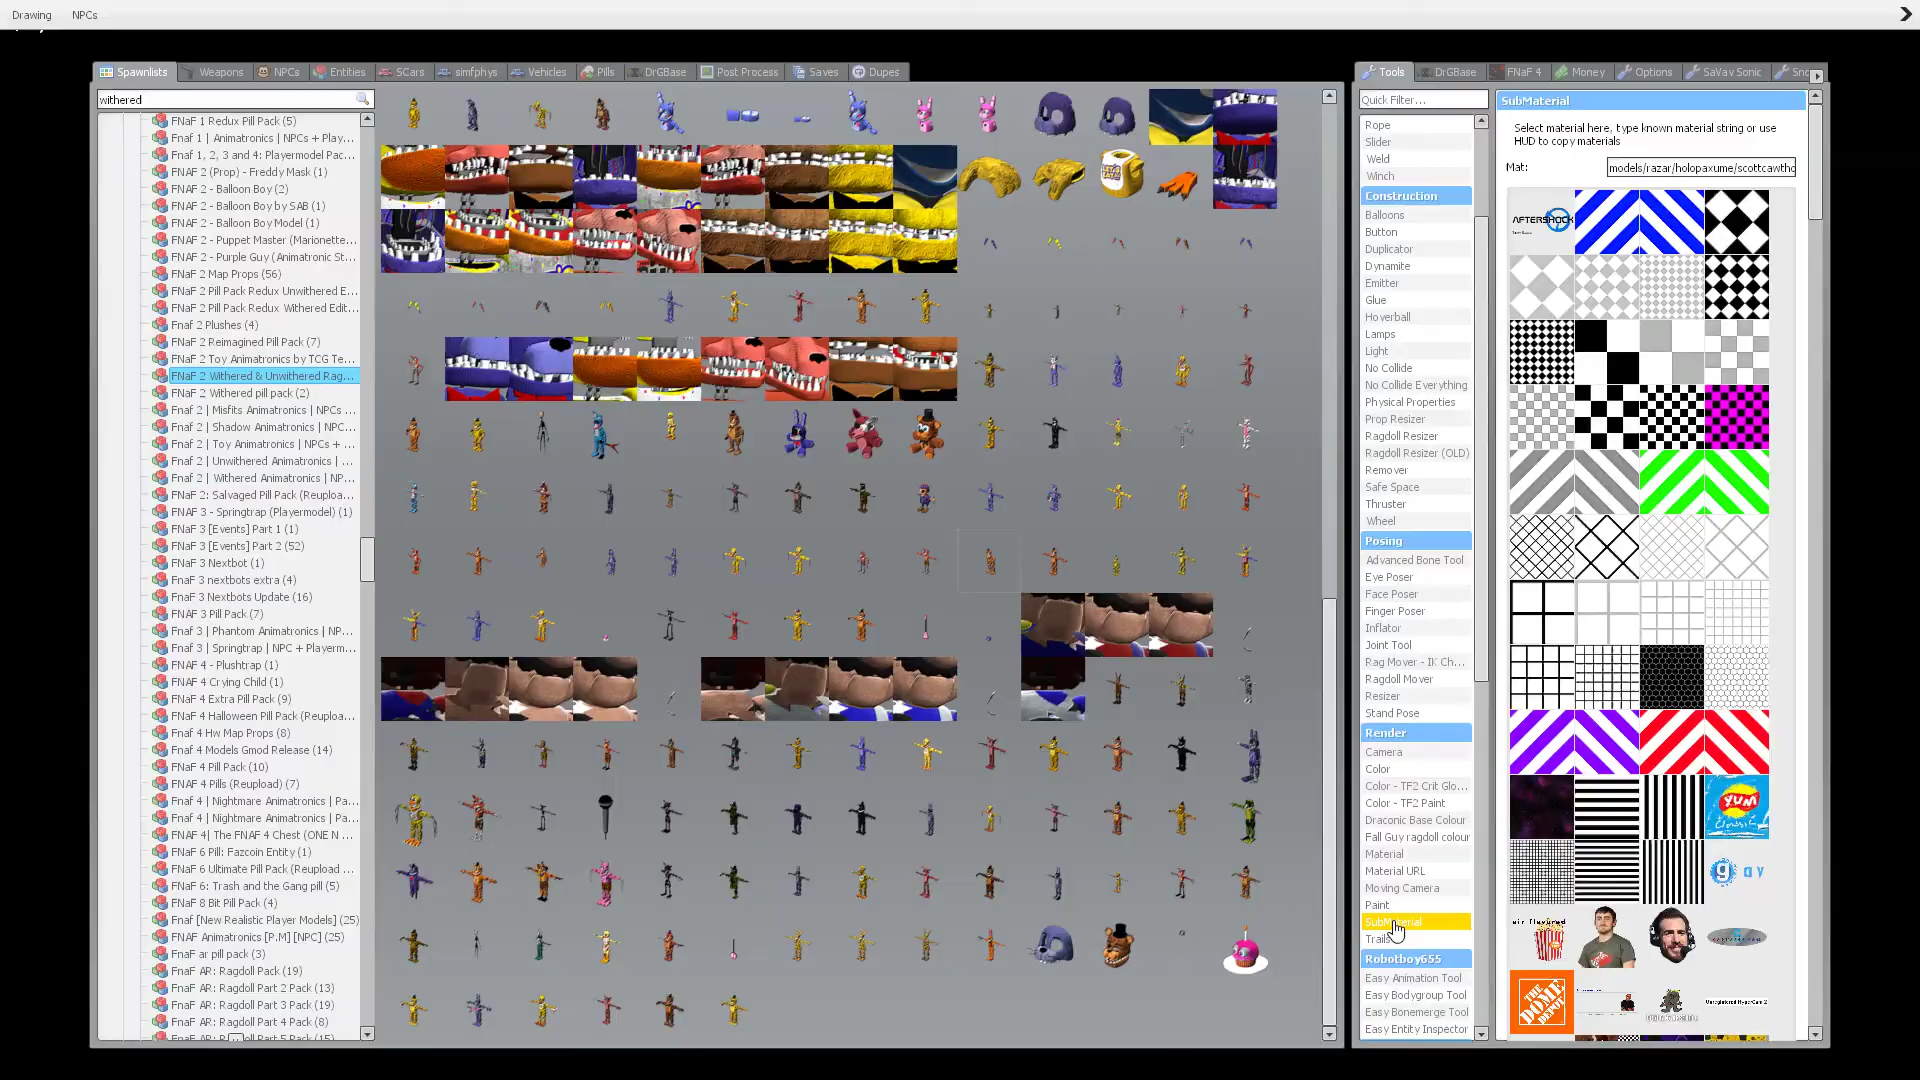 Drawing NPCs
Spawnlists Weapons NPCs Entities SCars simfphys Vehicles Pills DrGBase Post Process Saves Dupes
withered
FNaF 1 Redux Pill Pack (5)
Fnaf 1 | Animatronics | NPCs + Play...
Fnaf 1, 2, 3 and 4: Playermodel Pac...
FNAF 2 (Prop) - Freddy Mask (1)
FNAF 2 - Balloon Boy (2)
FNAF 2 - Balloon Boy by SAB (1)
FNAF 2 - Balloon Boy Model (1)
FNAF 2 - Puppet Master (Marionette...
FNAF 2 - Purple Guy (Animatronic St...
FNAF 2 Map Props (56)
FNaF 2 Pill Pack Redux Unwithered E...
FNaF 2 Pill Pack Redux  Withered Edit...
Fnaf 2 Plushes (4)
FNaF 2 Reimagined Pill Pack (7)
FNAF 2 Toy Animatronics by TCG Te...
FNaF 2 Withered & Unwithered Rag...
FNAF 2 Withered pill pack (2)
Fnaf 2 | Misfits Animatronics | NPCs ...
Fnaf 2 | Shadow Animatronics | NPC...
Fnaf 2 | Toy Animatronics | NPCs + ...
Fnaf 2 | Unwithered Animatronics | ...
Fnaf 2 | Withered Animatronics | NP...
FNAF 2: Salvaged Pill Pack (Reuploa...
FNAF 3 - Springtrap (Playermodel) (1)
FNAF 3 [Events] Part 1 (1)
FNAF 3 [Events] Part 2 (52)
FNAF 3 Nextbot (1)
FNaF 3 nextbots extra (4)
FNaF 3 Nextbots Update (16)
FNAF 3 Pill Pack (7)
Fnaf 3 | Phantom Animatronics | NP...
Fnaf 3 | Springtrap | NPC + Playerm...
FNAF 4 - Plushtrap (1)
FNAF 4 Crying Child (1)
FNAF 4 Extra Pill Pack (9)
FNAF 4 Halloween Pill Pack (Reuploa...
FNAF 4 Hw Map Props (8)
Fnaf 4 Models Gmod Release (14)
FNAF 4 Pill Pack (10)
FNAF 4 Pills (Reupload) (7)
Fnaf 4 | Nightmare Animatronics | Pa...
Fnaf 4 | Nightmare Animatronics | Pa...
FNAF 4| The FNAF 4 Chest (ONE N ...
FNaF 6 Pill: Fazcoin Entity (1)
FNAF 6 Ultimate Pill Pack (Reupload ...
FNAF 6: Trash and the Gang pill (5)
FNAF 8 Bit Pill Pack (4)
Fnaf [New Realistic Player Models] (25)
FNAF Animatronics [P.M] [NPC] (25)
FNaF ar pill pack (3)
FNaF AR: Ragdoll Pack (19)
FNaF AR: Ragdoll Part 2 Pack (13)
FNaF AR: Ragdoll Part 3 Pack (19)
FNaF AR: Ragdoll Part 4 Pack (8)
Tools DrGBase FNaF 4 Money Options SaVav Sonic
Quick Filter...
Rope
Slider
Weld
Winch
Construction
Balloons
Button
Duplicator
Dynamite
Emitter
Glue
Hoverball
Lamps
Light
No Collide
No Collide Everything
Physical Properties
Prop Resizer
Ragdoll Resizer
Ragdoll Resizer (OLD)
Remover
Safe Space
Thruster
Wheel
Posing
Advanced Bone Tool
Eye Poser
Face Poser
Finger Poser
Inflator
Joint Tool
Rag Mover - IK Ch...
Ragdoll Mover
Resizer
Stand Pose
Render
Camera
Color
Color - TF2 Crit Glo...
Color - TF2 Paint
Draconic Base Colour
Fall Guy ragdoll colour
Material
Material URL
Moving Camera
Paint
SubMaterial
Trails
Robotboy655
Easy Animation Tool
Easy Bodygroup Tool
Easy Bonemerge Tool
Easy Entity Inspector
SubMaterial
Select material here, type known material string or use
HUD to copy materials
Mat: models/razar/holopaxume/scottcawtho
AFTERSHOCK
YUM
Classic
g ay
air flavored
THE
HOME
DEPOT
Unregistered HyperCam 2